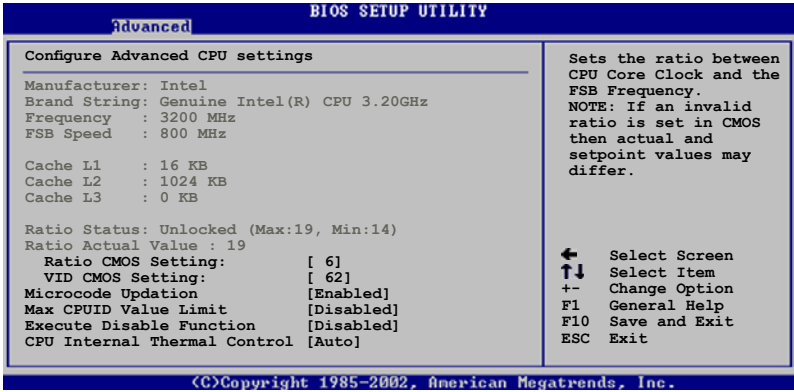 BIOS SETUP UTILITY
Advanced
Configure Advanced CPU settings
Manufacturer: Intel
Brand String: Genuine Intel(R) CPU 3.20GHz
Frequency : 3200 MHz
FSB Speed : 800 MHz
Cache L1 : 16 KB
Cache L2 : 1024 KB
Cache L3 : 0 KB
Ratio Status: Unlocked (Max:19, Min:14)
Ratio Actual Value : 19
Ratio CMOS Setting: [ 6]
VID CMOS Setting: [ 62]
Microcode Updation [Enabled]
Max CPUID Value Limit [Disabled]
Execute Disable Function [Disabled]
CPU Internal Thermal Control [Auto]
Sets the ratio between
CPU Core Clock and the
FSB Frequency.
NOTE: If an invalid
ratio is set in CMOS
then actual and
setpoint values may
differ.
← Select Screen
↑↓ Select Item
+- Change Option
F1 General Help
F10 Save and Exit
ESC Exit
(C)Copyright 1985-2002, American Megatrends, Inc.